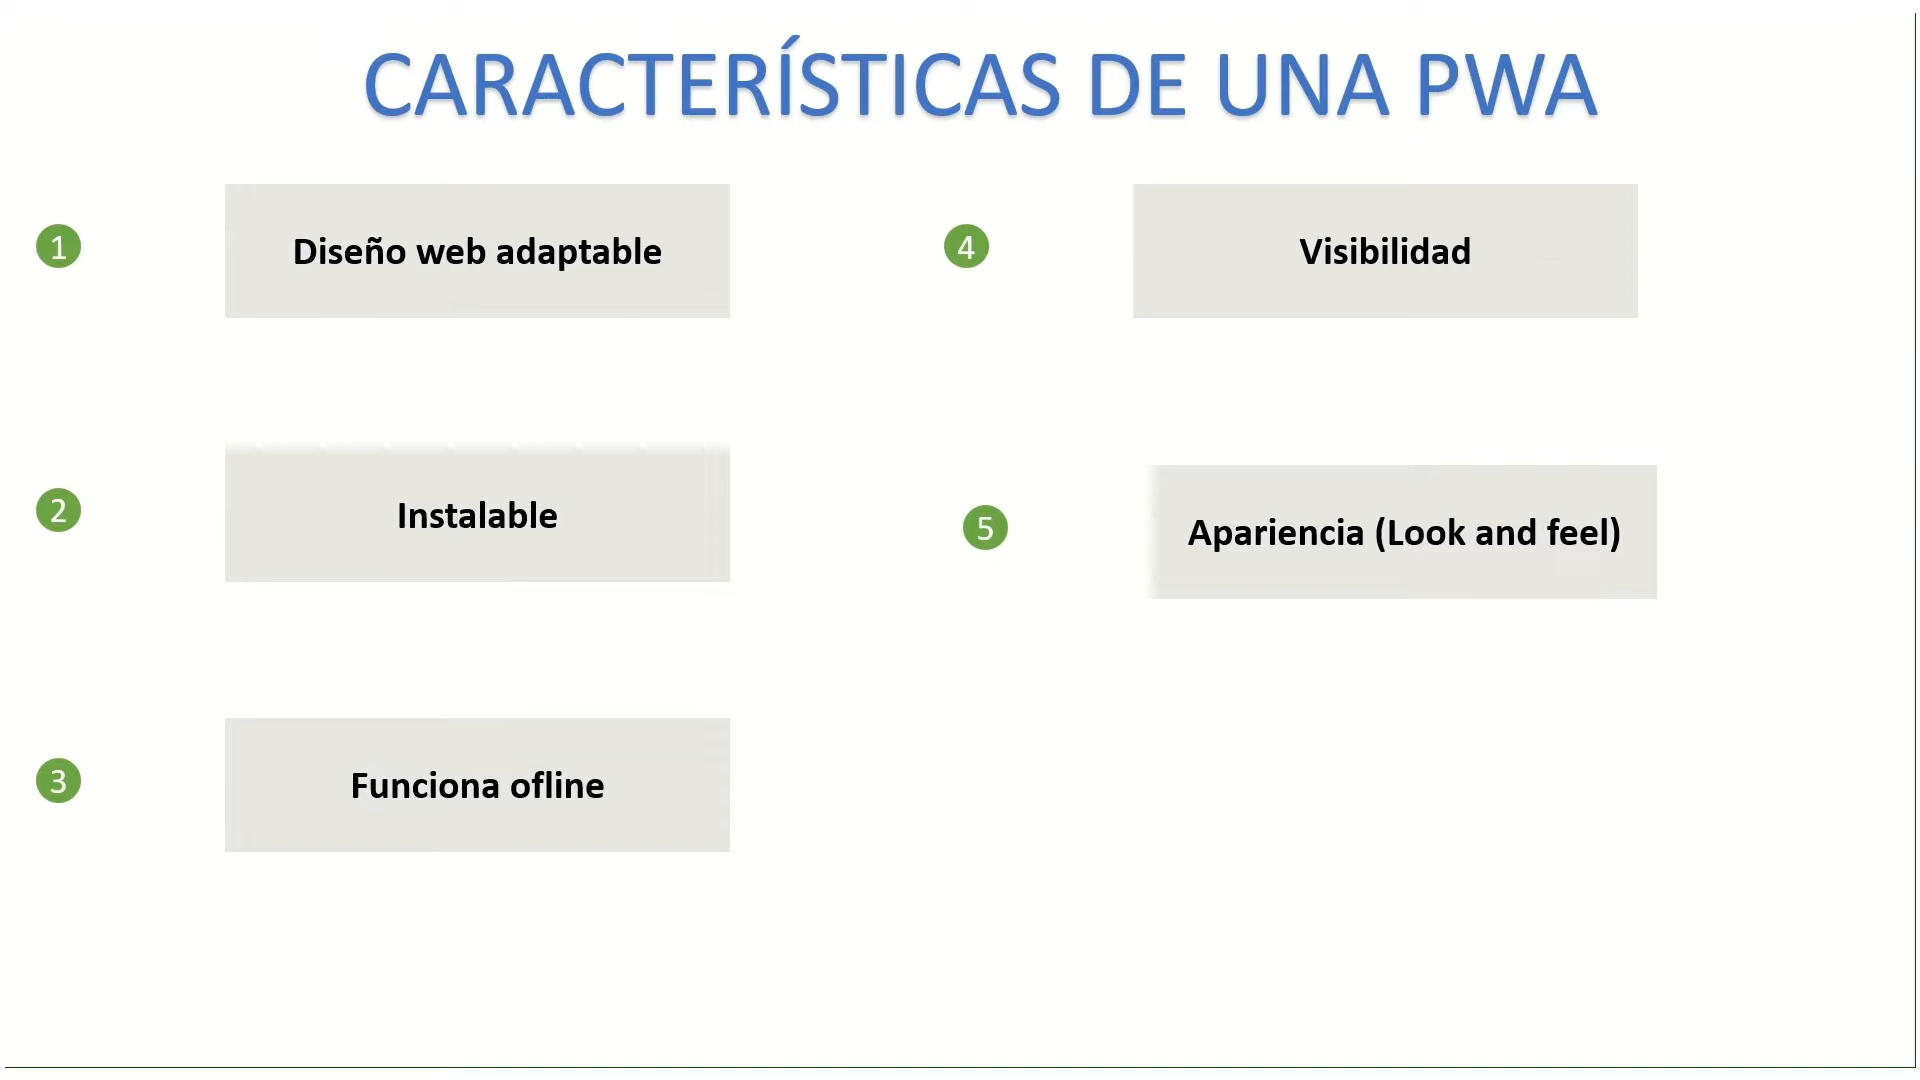 CARACTERÍSTICAS DE UNA PWA
1
Diseño web adaptable
2
Instalable
3
Funciona ofline
4
Visibilidad
5
Apariencia (Look and feel)